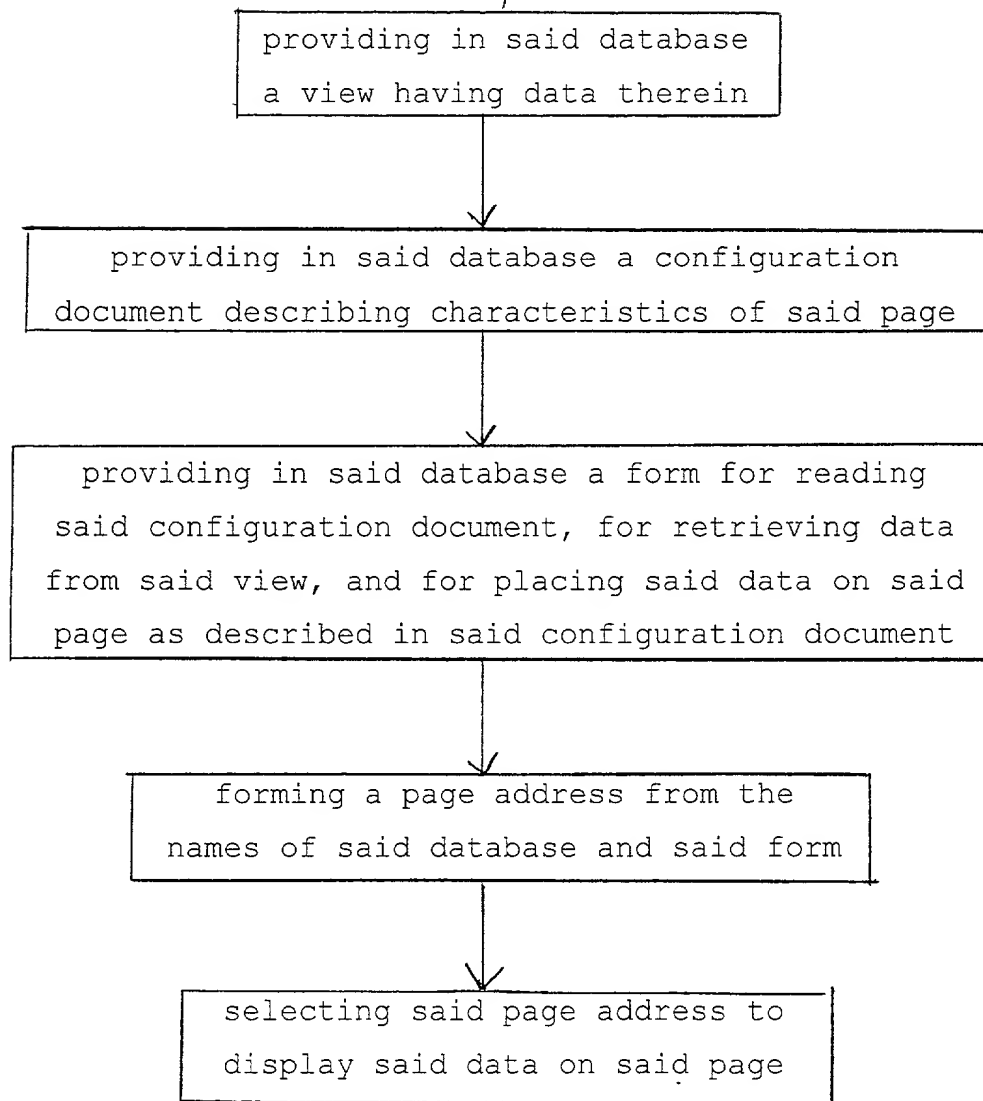 providing in said database
a view having data therein
providing in said database a configuration
document describing characteristics of said page
providing in said database a form for reading
said configuration document, for retrieving data
from said view, and for placing said data on said
page as described in said configuration document
forming a page address from the
names of said database and said form
selecting said page address to
display said data on said page